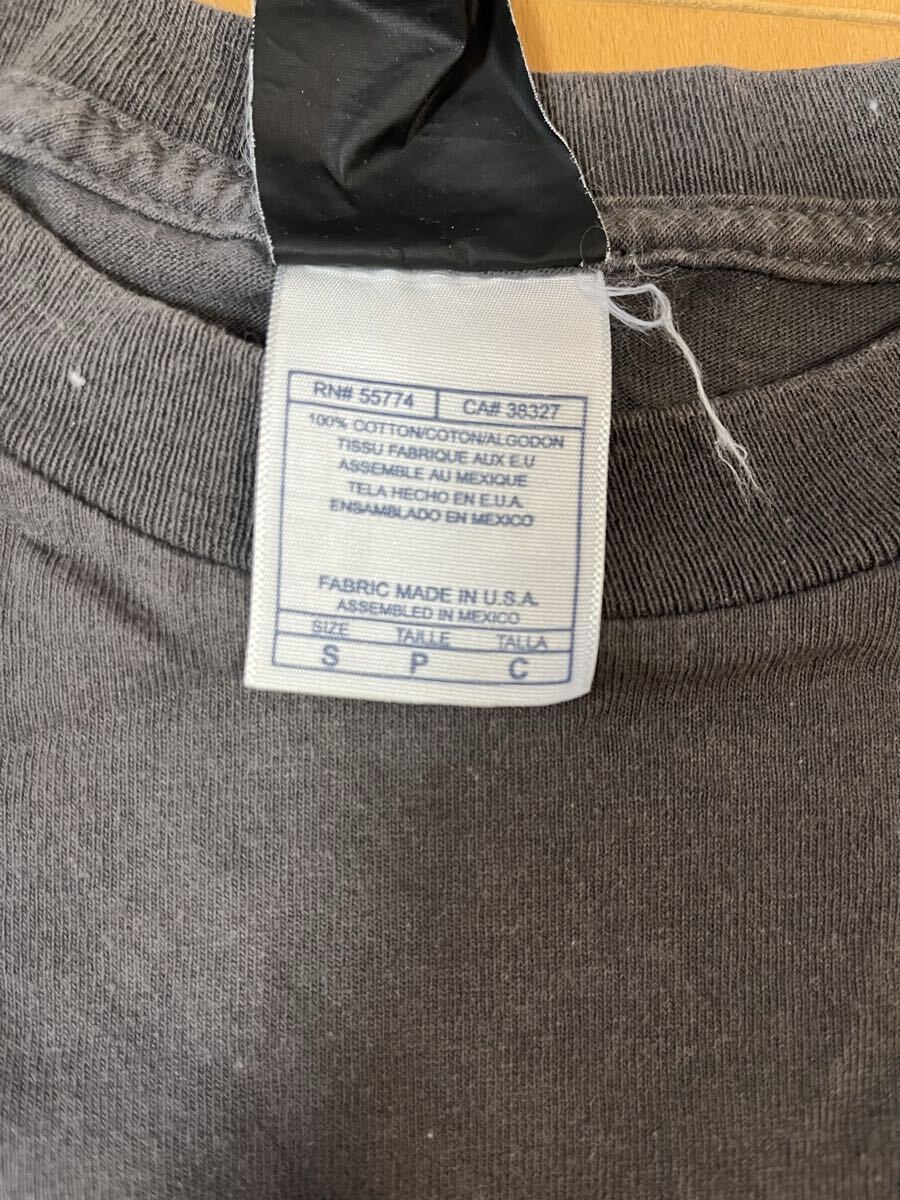 RN# 55774 CA# 38327
100% COTTON/COTON/ALGODON
TISSU FABRIQUE AUX E.U
ASSEMBLE AU MEXIQUE
TELA HECHO EN E.U.A.
ENSAMBLADO EN MEXICO
FABRIC MADE IN U.S.A.
ASSEMBLED IN MEXICO
SIZE TAILLE TALLA
S P C